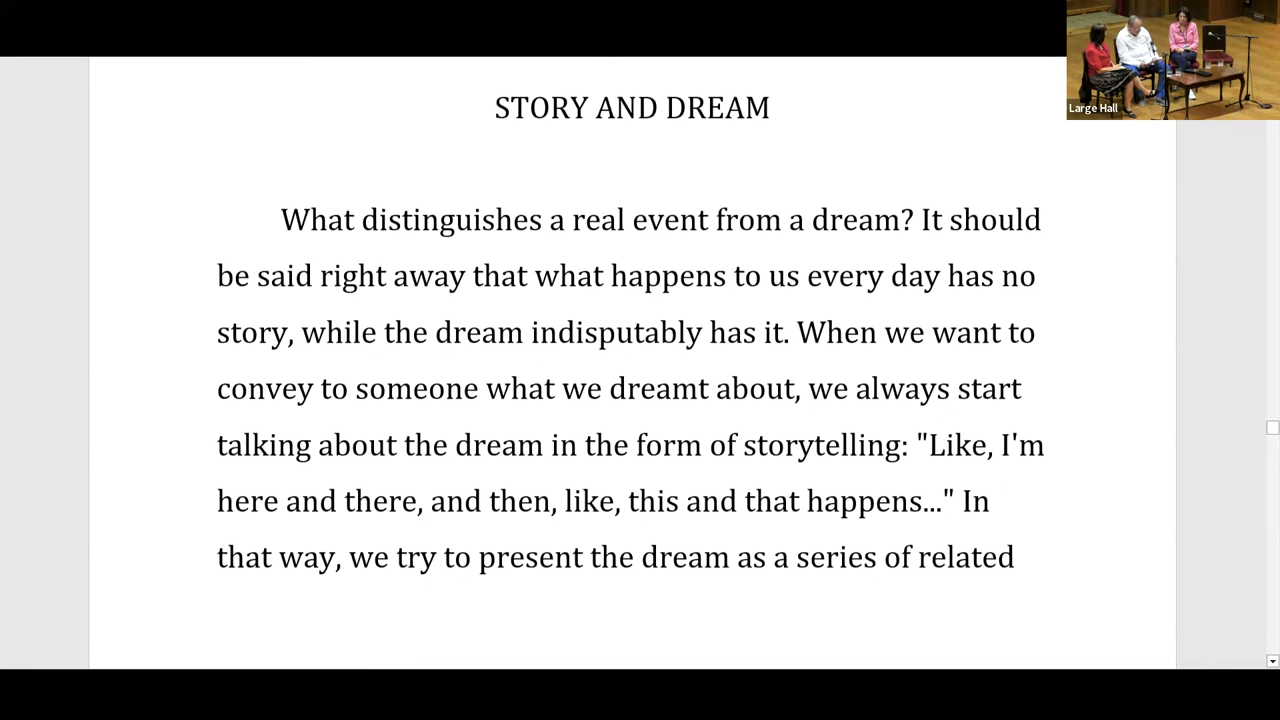 STORY AND DREAM
What distinguishes a real event from a dream? It should
be said right away that what happens to us every day has no
story, while the dream indisputably has it. When we want to
convey to someone what we dreamt about, we always start
talking about the dream in the form of storytelling: "Like, I'm
here and there, and then, like, this and that happens..." In
that way, we try to present the dream as a series of related
Large Hall